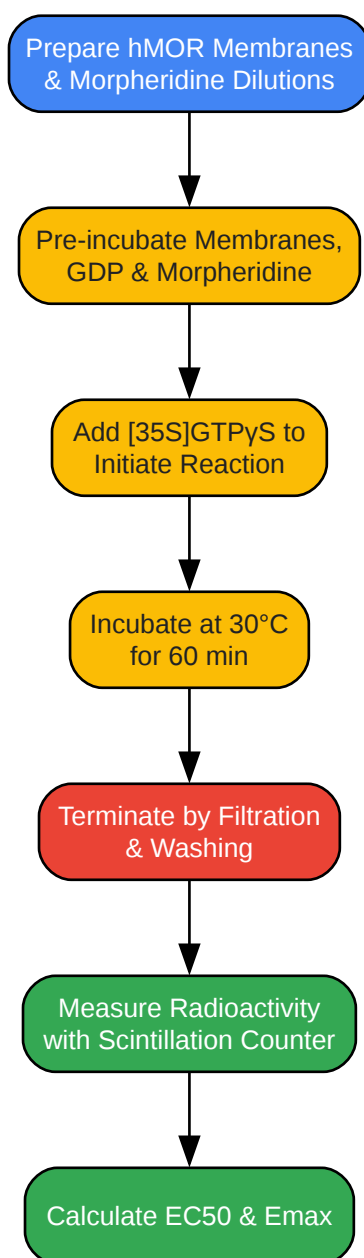 Prepare hMOR Membranes
& Morpheridine Dilutions
Pre-incubate Membranes,
GDP & Morpheridine
Add [35S]GTPγS to
Initiate Reaction
Incubate at 30°C
for 60 min
Terminate by Filtration
& Washing
Measure Radioactivity
with Scintillation Counter
Calculate EC50 & Emax